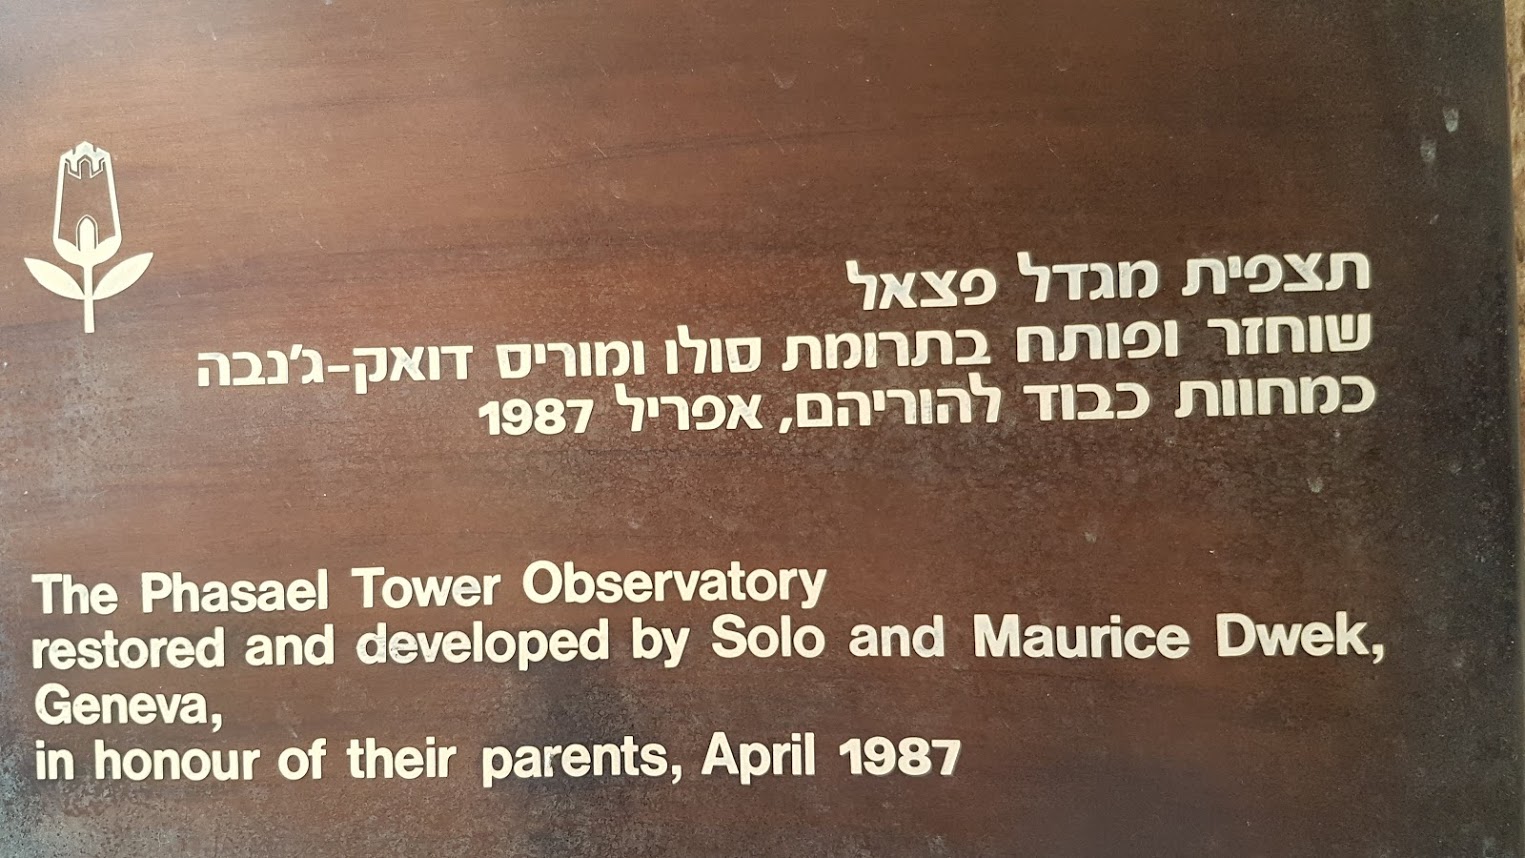 תצפית מגדל פצאל
שוחזר ופותח בתרומת סולו ומוריס דואק-ג'נבה
כמחוות כבוד להוריהם, אפריל 1987
The Phasael Tower Observatory
restored and developed by Solo and Maurice Dwek,
Geneva,
in honour of their parents, April 1987